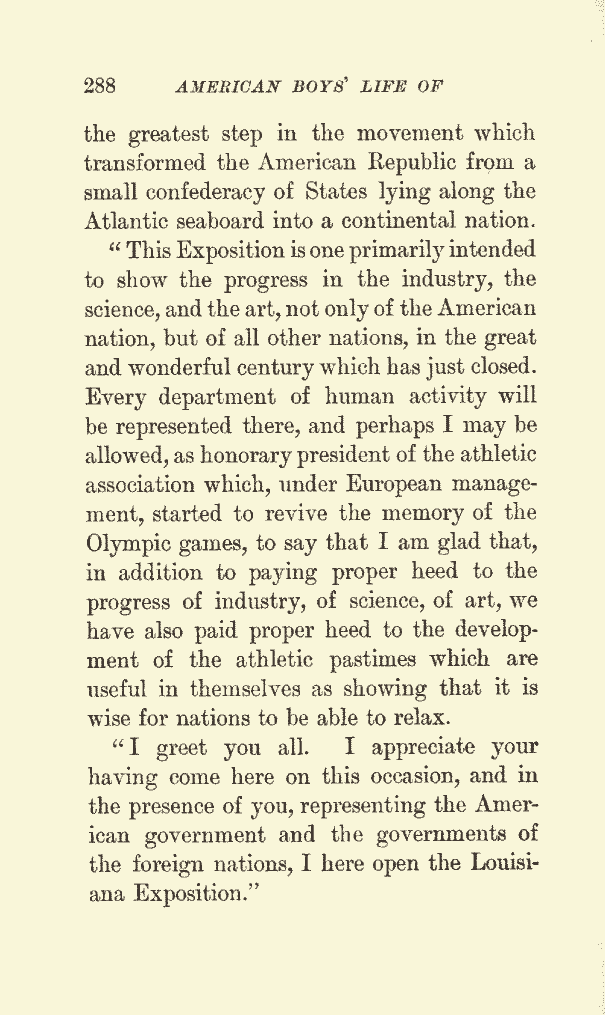 288 AMERICAN BOYS' LIFE OF
the greatest step in the movement which
transformed the American Republic from a
small confederacy of States lying along the
Atlantic seaboard into a continental nation.
“ This Exposition is one primarily intended
to show the progress in the industry, the
science, and the art, not only of the American
nation, but of all other nations, in the great
and wonderful century which has just closed.
Every department of human activity will
be represented there, and perhaps I may be
allowed, as honorary president of the athletic
association which, under European manage-
ment, started to revive the memory of the
Olympic games, to say that I am glad that,
in addition to paying proper heed to the
progress of industry, of science, of art, we
have also paid proper heed to the develop-
ment of the athletic pastimes which are
useful in themselves as showing that it is
wise for nations to be able to relax.
“ I greet you all. I appreciate your
having come here on this occasion, and in
the presence of you, representing the Amer-
ican government and the governments of
the foreign nations, I here open the Louisi-
ana Exposition.”